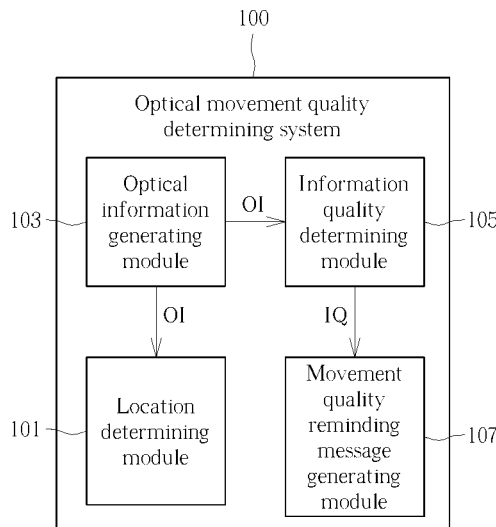 100
Optical movement quality
determining system
Optical
information
generating
module
103
OI
Information
quality
determining
module
105
OI
IQ
Location
determining
module
101
Movement
quality
reminding
message
generating
module
107